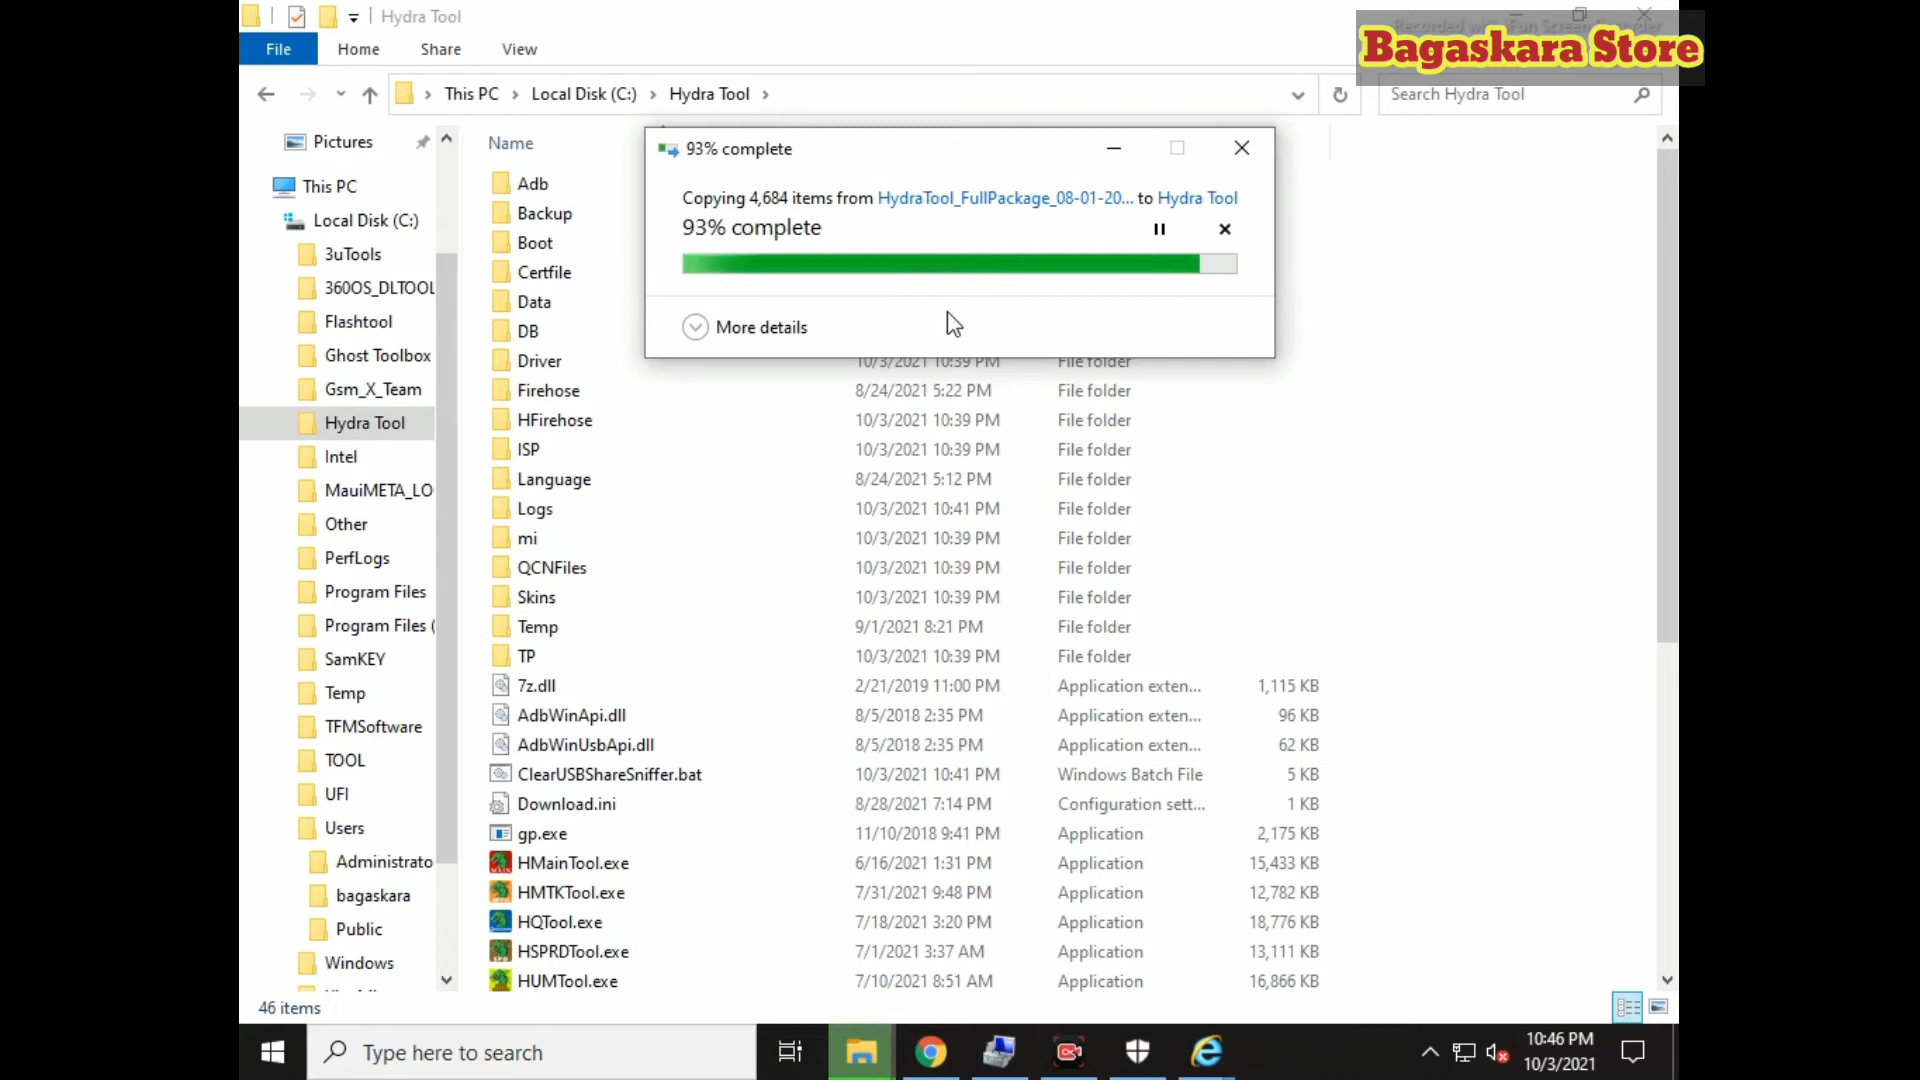 Hydra Tool
File Home Share View
Bagaskara Store
This PC > Local Disk (C:) > Hydra Tool >
Search Hydra Tool
Pictures
This PC
Local Disk (C:)
3uTools
360OS_DLTOOL
Flashtool
Ghost Toolbox
Gsm_X_Team
Hydra Tool
Intel
MauiMETA_LO
Other
PerfLogs
Program Files
Program Files (
SamKEY
Temp
TFMSoftware
TOOL
UFI
Users
Administrato
bagaskara
Public
Windows
Name
Adb
Backup
Boot
Certfile
Data
DB
Driver 10/3/2021 10:39 PM File folder
Firehose 8/24/2021 5:22 PM File folder
HFirehose 10/3/2021 10:39 PM File folder
ISP 10/3/2021 10:39 PM File folder
Language 8/24/2021 5:12 PM File folder
Logs 10/3/2021 10:41 PM File folder
mi 10/3/2021 10:39 PM File folder
QCNFiles 10/3/2021 10:39 PM File folder
Skins 10/3/2021 10:39 PM File folder
Temp 9/1/2021 8:21 PM File folder
TP 10/3/2021 10:39 PM File folder
7z.dll 2/21/2019 11:00 PM Application exten... 1,115 KB
AdbWinApi.dll 8/5/2018 2:35 PM Application exten... 96 KB
AdbWinUsbApi.dll 8/5/2018 2:35 PM Application exten... 62 KB
ClearUSBShareSniffer.bat 10/3/2021 10:41 PM Windows Batch File 5 KB
Download.ini 8/28/2021 7:14 PM Configuration sett... 1 KB
gp.exe 11/10/2018 9:41 PM Application 2,175 KB
HMainTool.exe 6/16/2021 1:31 PM Application 15,433 KB
HMTKTool.exe 7/31/2021 9:48 PM Application 12,782 KB
HQTool.exe 7/18/2021 3:20 PM Application 18,776 KB
HSPRDTool.exe 7/1/2021 3:37 AM Application 13,111 KB
HUMTool.exe 7/10/2021 8:51 AM Application 16,866 KB
93% complete
Copying 4,684 items from HydraTool_FullPackage_08-01-20... to Hydra Tool
93% complete
More details
46 items
Type here to search
10:46 PM
10/3/2021